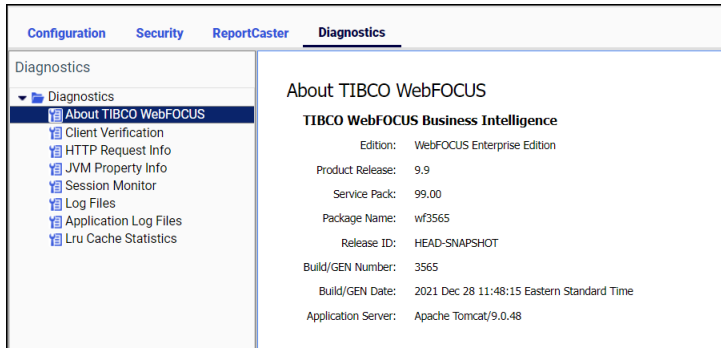 Configuration Security ReportCaster Diagnostics
Diagnostics
Diagnostics
About TIBCO WebFOCUS
Client Verification
HTTP Request Info
JVM Property Info
Session Monitor
Log Files
Application Log Files
Lru Cache Statistics
About TIBCO WebFOCUS
TIBCO WebFOCUS Business Intelligence
Edition: WebFOCUS Enterprise Edition
Product Release: 9.9
Service Pack: 99.00
Package Name: wf3565
Release ID: HEAD-SNAPSHOT
Build/GEN Number: 3565
Build/GEN Date: 2021 Dec 28 11:48:15 Eastern Standard Time
Application Server: Apache Tomcat/9.0.48